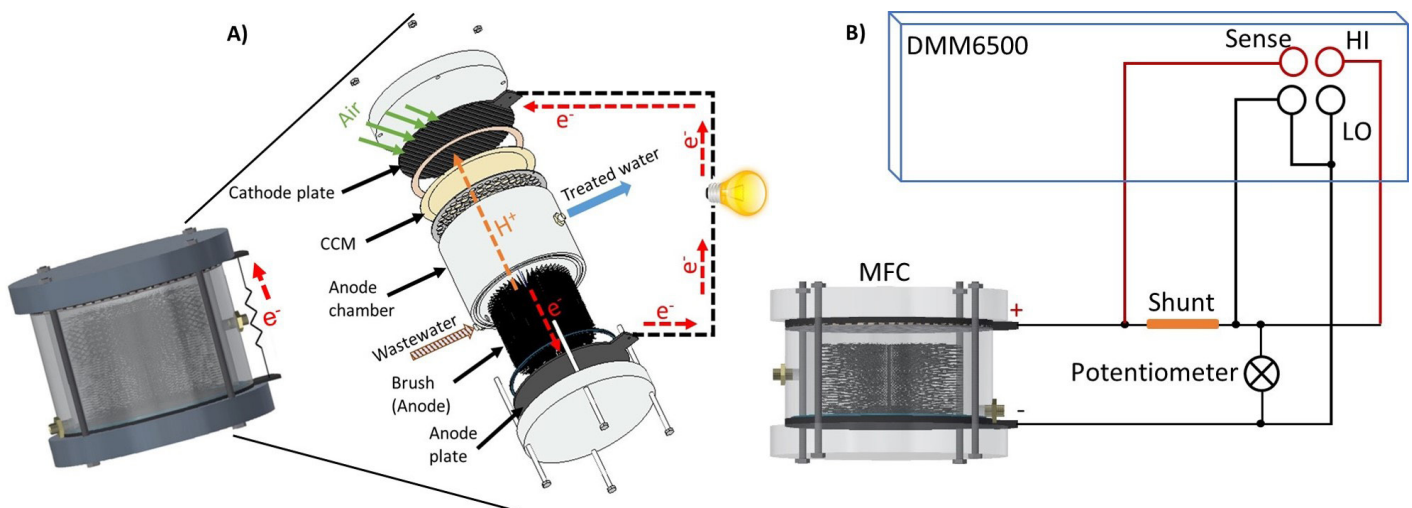 A)
Air
e-
e-
Cathode plate
Treated water
CCM
H+
Anode
chamber
e-
e-
e-
e-
Wastewater
Brush
(Anode)
Anode
plate
B)
DMM6500
Sense
HI
LO
MFC
+
Shunt
Potentiometer
-